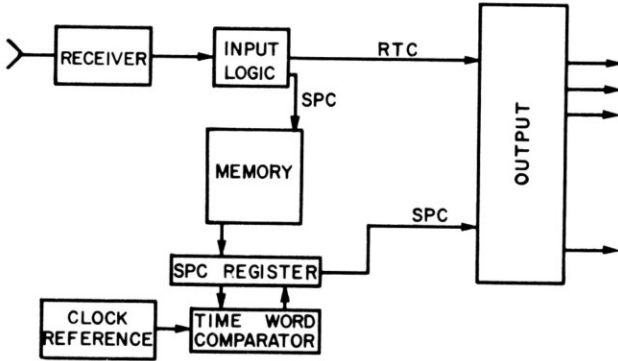 RECEIVER
INPUT
LOGIC
RTC
SPC
MEMORY
OUTPUT
SPC
SPC REGISTER
CLOCK
REFERENCE
TIME WORD
COMPARATOR